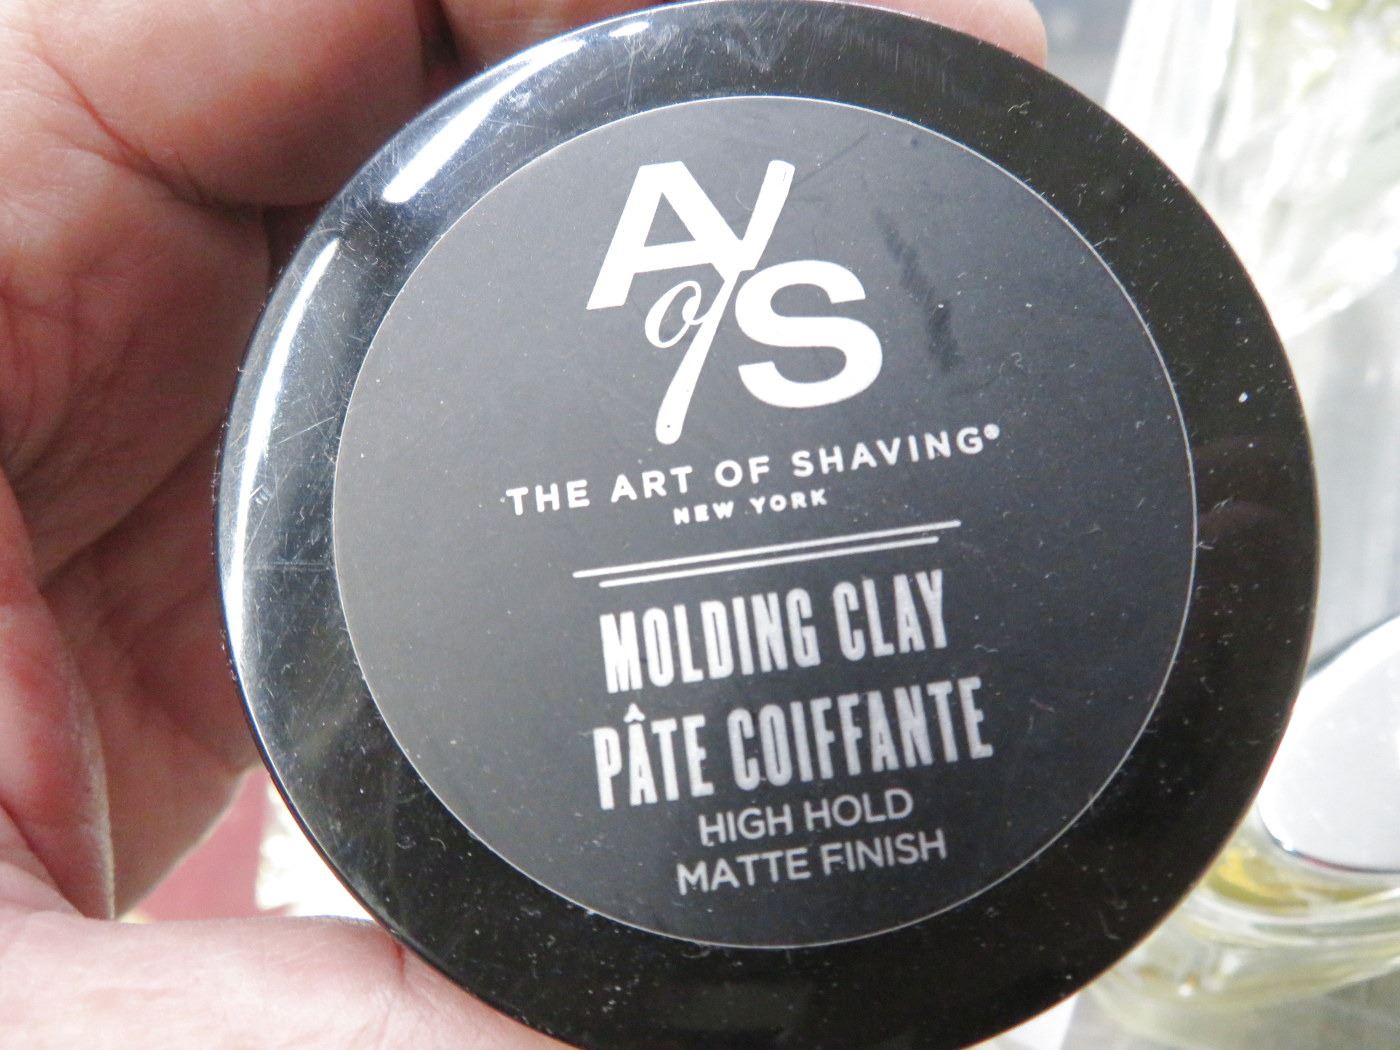 A of S
THE ART OF SHAVING®
NEW YORK
MOLDING CLAY
PÂTE COIFFANTE
HIGH HOLD
MATTE FINISH